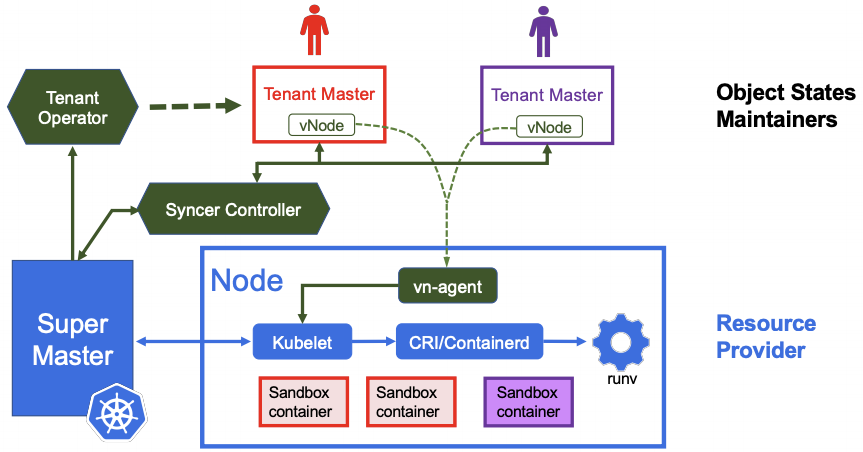 Tenant
Operator
Tenant Master
vNode
Tenant Master
vNode
Object States
Maintainers
Syncer Controller
Super
Master
Node
vn-agent
Kubelet
CRI/Containerd
runv
Resource
Provider
Sandbox
container
Sandbox
container
Sandbox
container